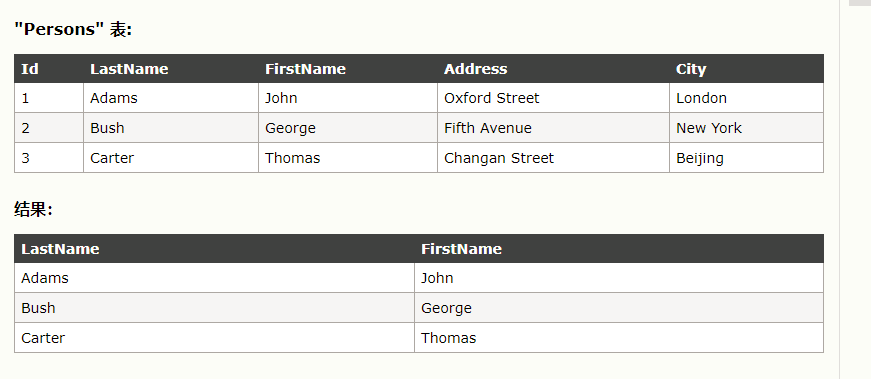 "Persons" 表:
Id LastName FirstName Address City
1 Adams John Oxford Street London
2 Bush George Fifth Avenue New York
3 Carter Thomas Changan Street Beijing
结果:
LastName FirstName
Adams John
Bush George
Carter Thomas